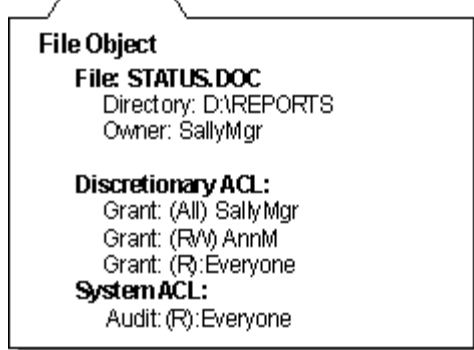 File Object
File: STATUS.DOC
Directory: D:\REPORTS
Owner: SallyMgr
Discretionary ACL:
Grant: (All) SallyMgr
Grant: (RW) AnnM
Grant: (R):Everyone
System ACL:
Audit: (R):Everyone